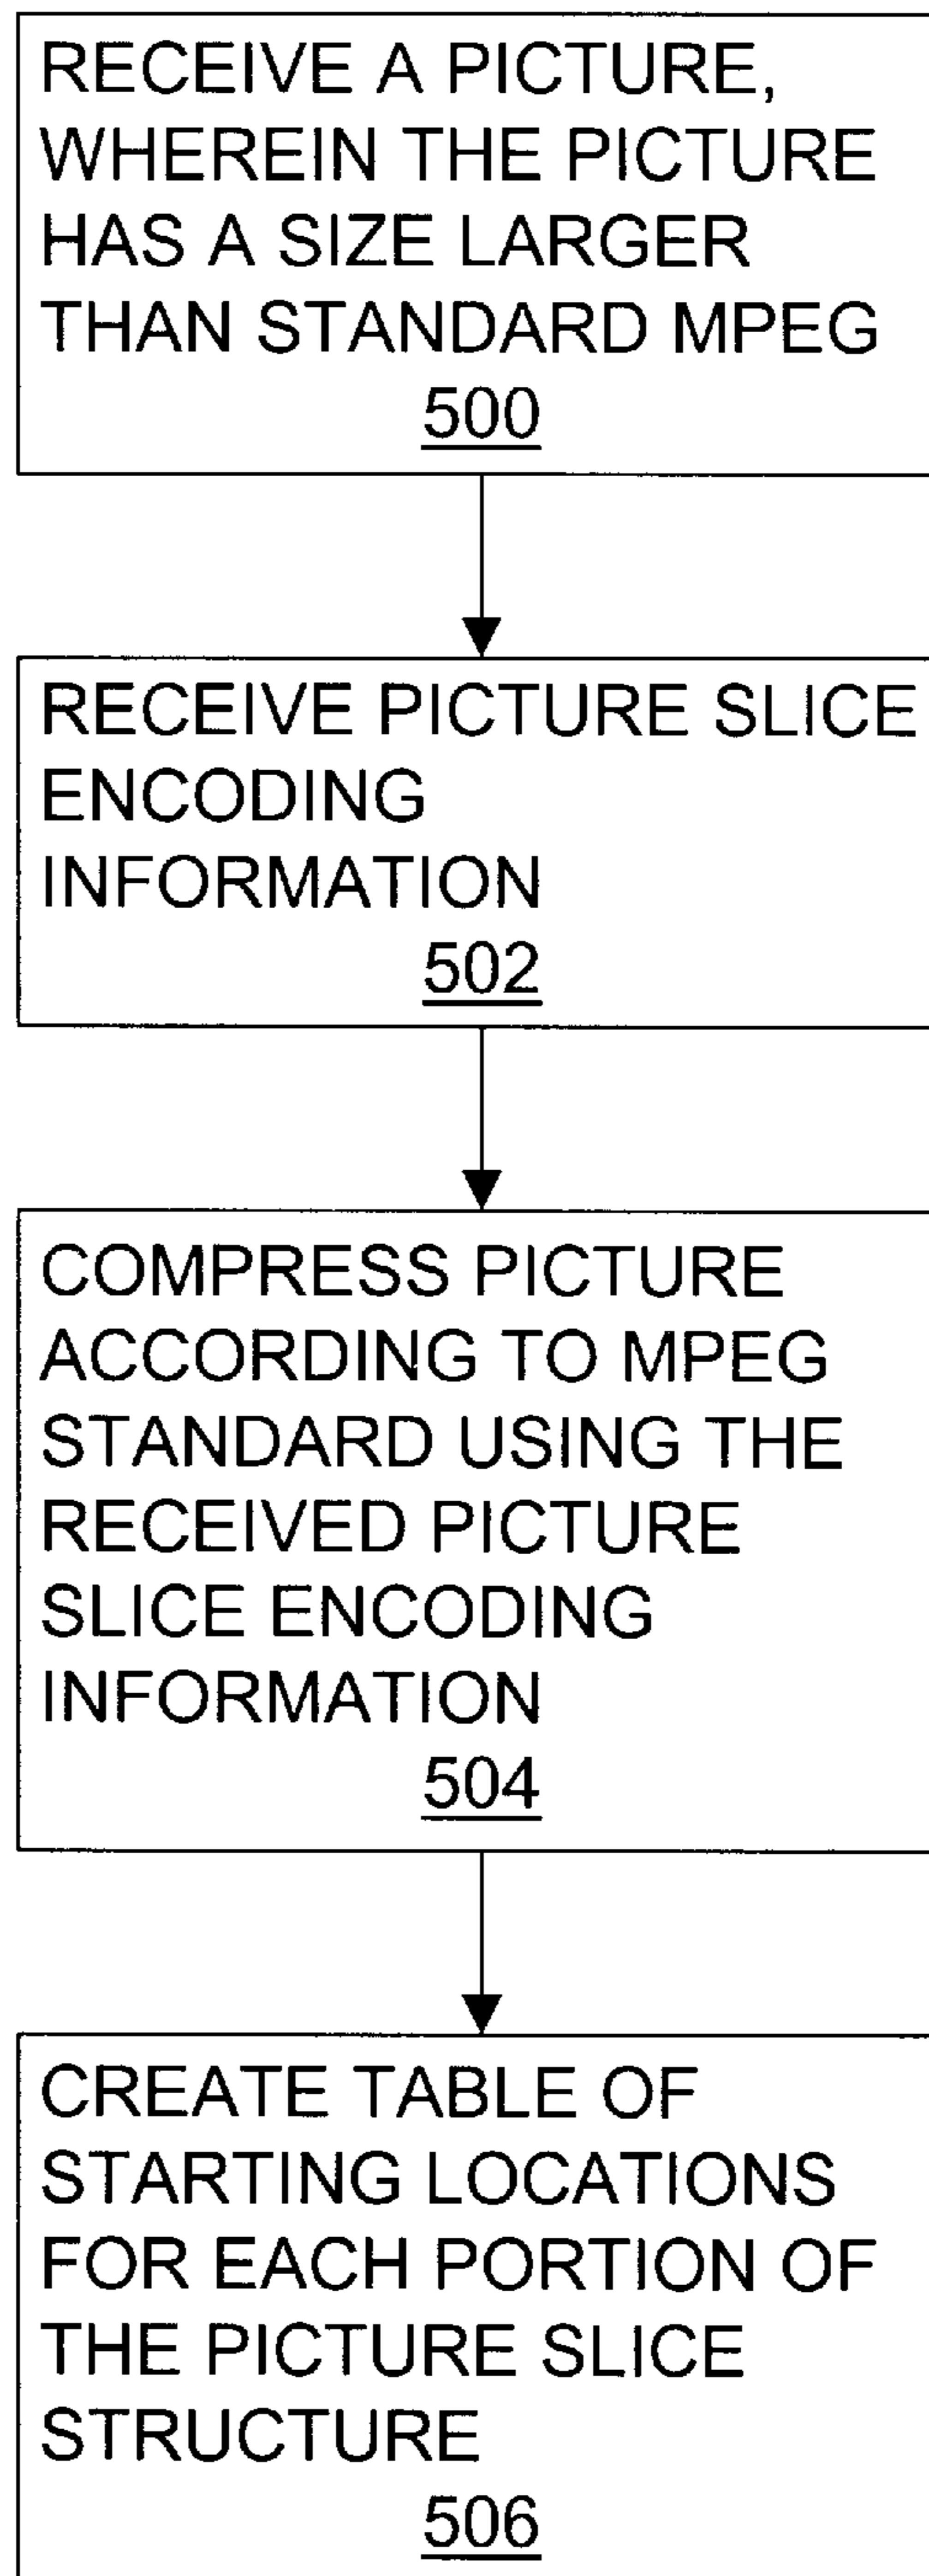 RECEIVE A PICTURE,
WHEREIN THE PICTURE
HAS A SIZE LARGER
THAN STANDARD MPEG
500
RECEIVE PICTURE SLICE
ENCODING
INFORMATION
502
COMPRESS PICTURE
ACCORDING TO MPEG
STANDARD USING THE
RECEIVED PICTURE
SLICE ENCODING
INFORMATION
504
CREATE TABLE OF
STARTING LOCATIONS
FOR EACH PORTION OF
THE PICTURE SLICE
STRUCTURE
506